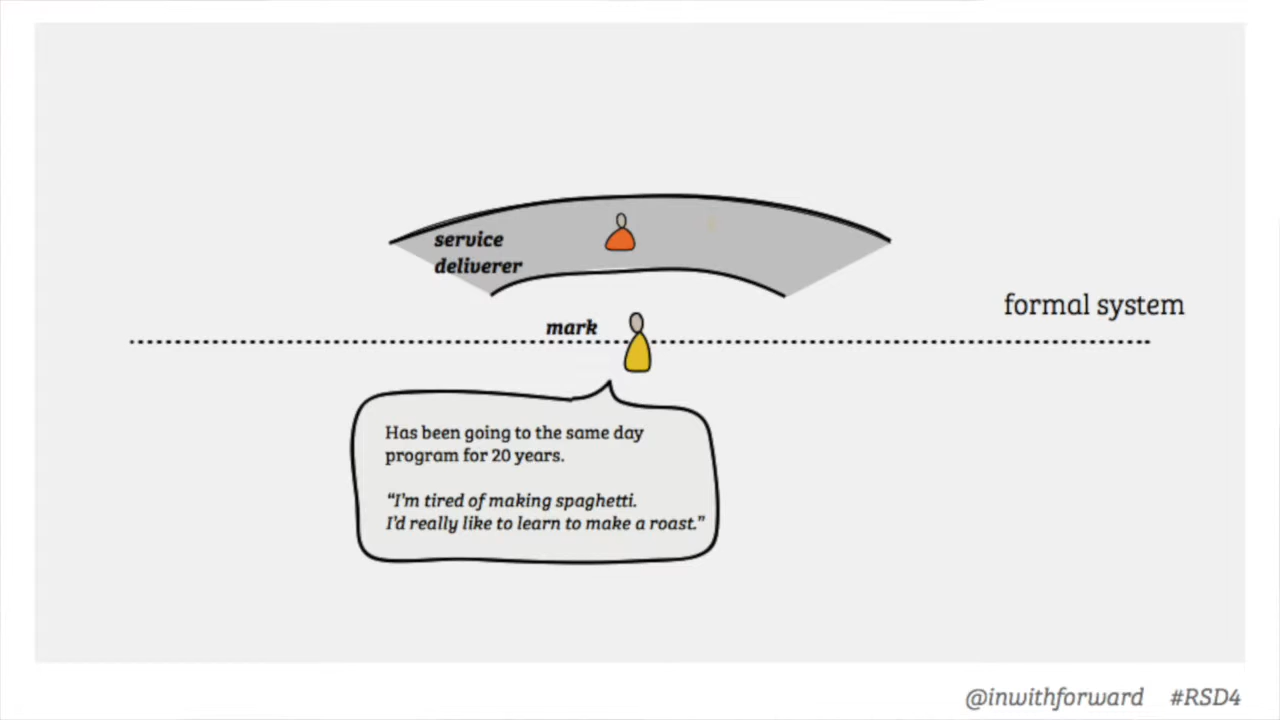 service
deliverer
formal system
mark
Has been going to the same day
program for 20 years.
“I'm tired of making spaghetti.
I'd really like to learn to make a roast.”
@inwithforward #RSD4